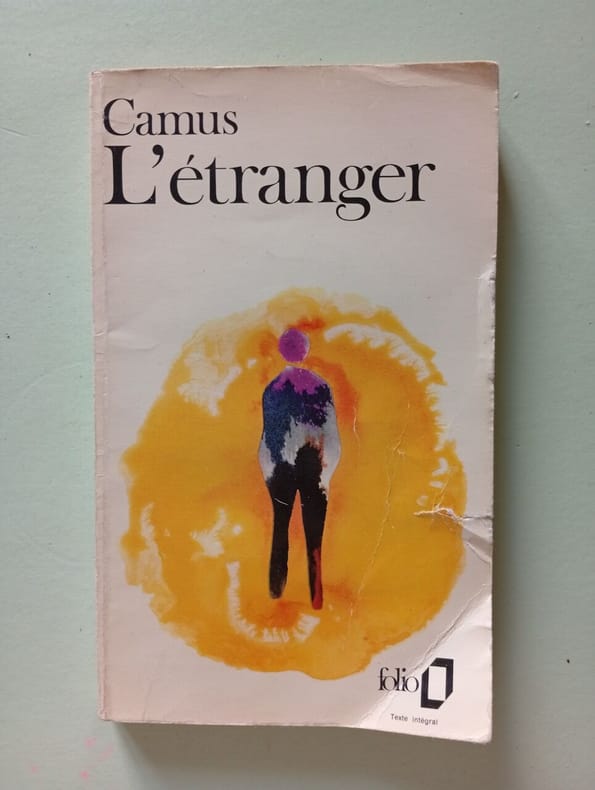 Camus
L'étranger
folio
Texte intégral